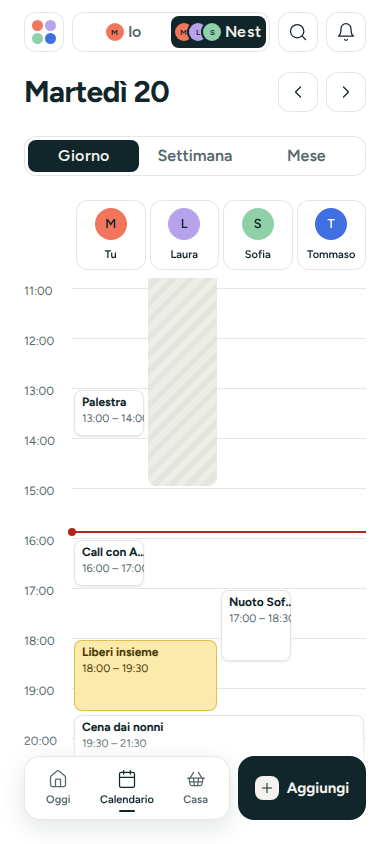 M Io M L S Nest
Martedì 20
Giorno Settimana Mese
M L S T
Tu Laura Sofia Tommaso
11:00
12:00
13:00
Palestra
13:00 – 14:00
14:00
15:00
16:00
Call con A..
16:00 – 17:00
17:00
Nuoto Sof..
17:00 – 18:30
18:00
Liberi insieme
18:00 – 19:30
19:00
Cena dai nonni
20:00
19:30 – 21:30
Oggi Calendario Casa
Aggiungi